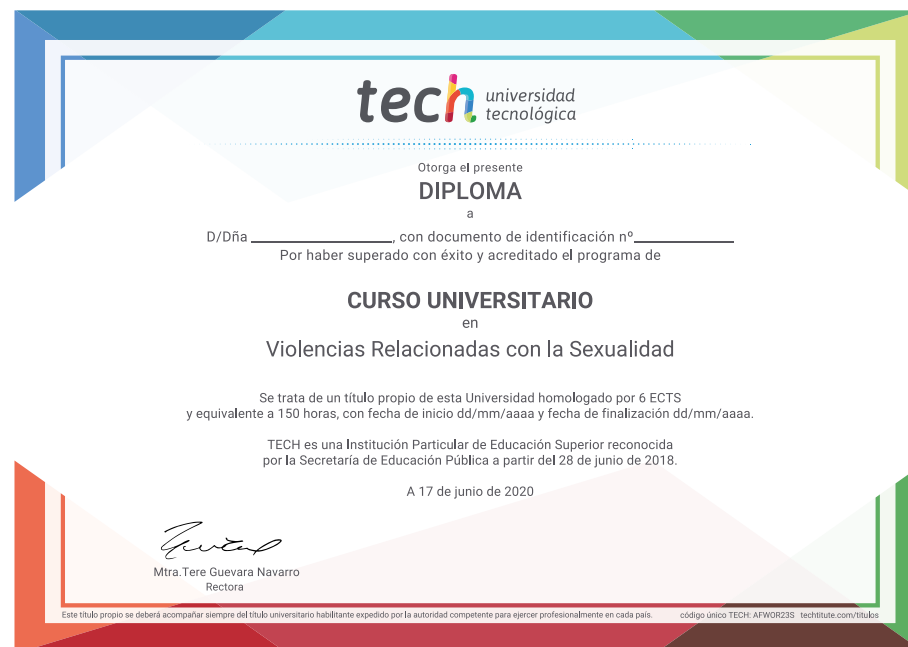 tech universidad
tecnológica
Otorga el presente
DIPLOMA
a
D/Dña , con documento de identificación nº
Por haber superado con éxito y acreditado el programa de
CURSO UNIVERSITARIO
en
Violencias Relacionadas con la Sexualidad
Se trata de un título propio de esta Universidad homologado por 6 ECTS
y equivalente a 150 horas, con fecha de inicio dd/mm/aaaa y fecha de finalización dd/mm/aaaa.
TECH es una Institución Particular de Educación Superior reconocida
por la Secretaría de Educación Pública a partir del 28 de junio de 2018.
A 17 de junio de 2020
Mtra.Tere Guevara Navarro
Rectora
Este título propio se deberá acompañar siempre del título universitario habilitante expedido por la autoridad competente para ejercer profesionalmente en cada país. código único TECH: AFWOR23S techtitute.com/titulos